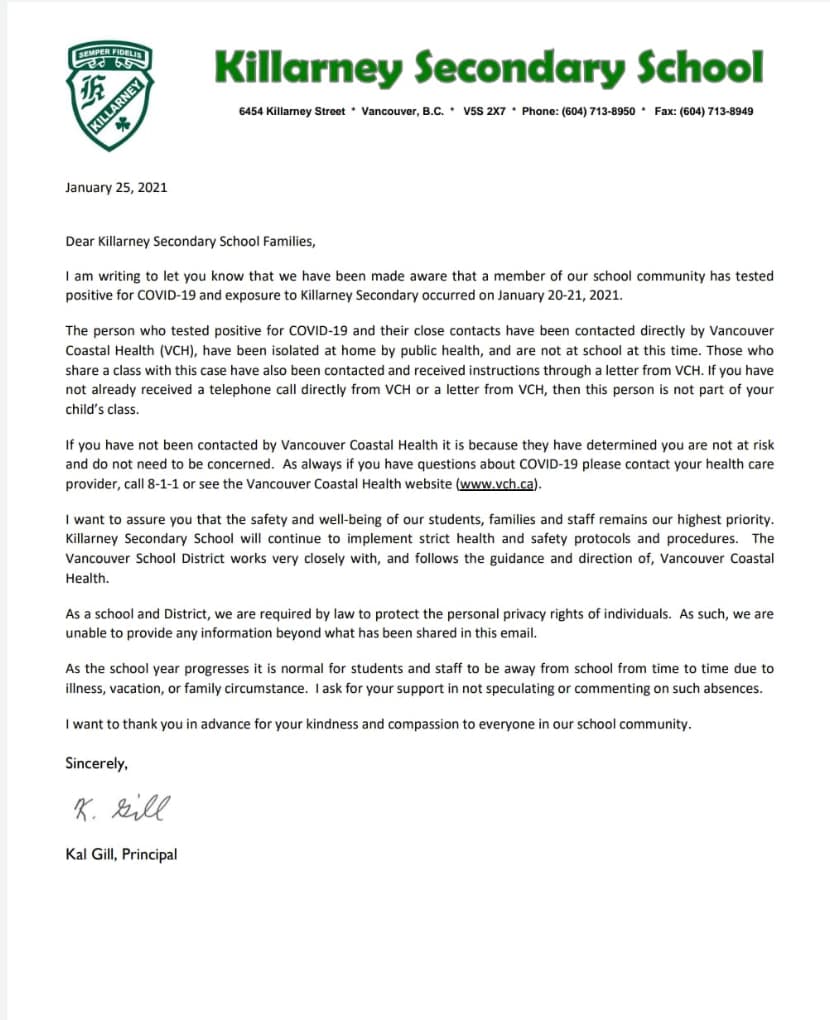 SEMPER FIDELIS
K
KILLARNEY
Killarney Secondary School
6454 Killarney Street * Vancouver, B.C. * V5S 2X7 * Phone: (604) 713-8950 * Fax: (604) 713-8949
January 25, 2021
Dear Killarney Secondary School Families,
I am writing to let you know that we have been made aware that a member of our school community has tested
positive for COVID-19 and exposure to Killarney Secondary occurred on January 20-21, 2021.
The person who tested positive for COVID-19 and their close contacts have been contacted directly by Vancouver
Coastal Health (VCH), have been isolated at home by public health, and are not at school at this time. Those who
share a class with this case have also been contacted and received instructions through a letter from VCH. If you have
not already received a telephone call directly from VCH or a letter from VCH, then this person is not part of your
child's class.
If you have not been contacted by Vancouver Coastal Health it is because they have determined you are not at risk
and do not need to be concerned. As always if you have questions about COVID-19 please contact your health care
provider, call 8-1-1 or see the Vancouver Coastal Health website (www.vch.ca).
I want to assure you that the safety and well-being of our students, families and staff remains our highest priority.
Killarney Secondary School will continue to implement strict health and safety protocols and procedures. The
Vancouver School District works very closely with, and follows the guidance and direction of, Vancouver Coastal
Health.
As a school and District, we are required by law to protect the personal privacy rights of individuals. As such, we are
unable to provide any information beyond what has been shared in this email.
As the school year progresses it is normal for students and staff to be away from school from time to time due to
illness, vacation, or family circumstance. I ask for your support in not speculating or commenting on such absences.
I want to thank you in advance for your kindness and compassion to everyone in our school community.
Sincerely,
K. Gill
Kal Gill, Principal